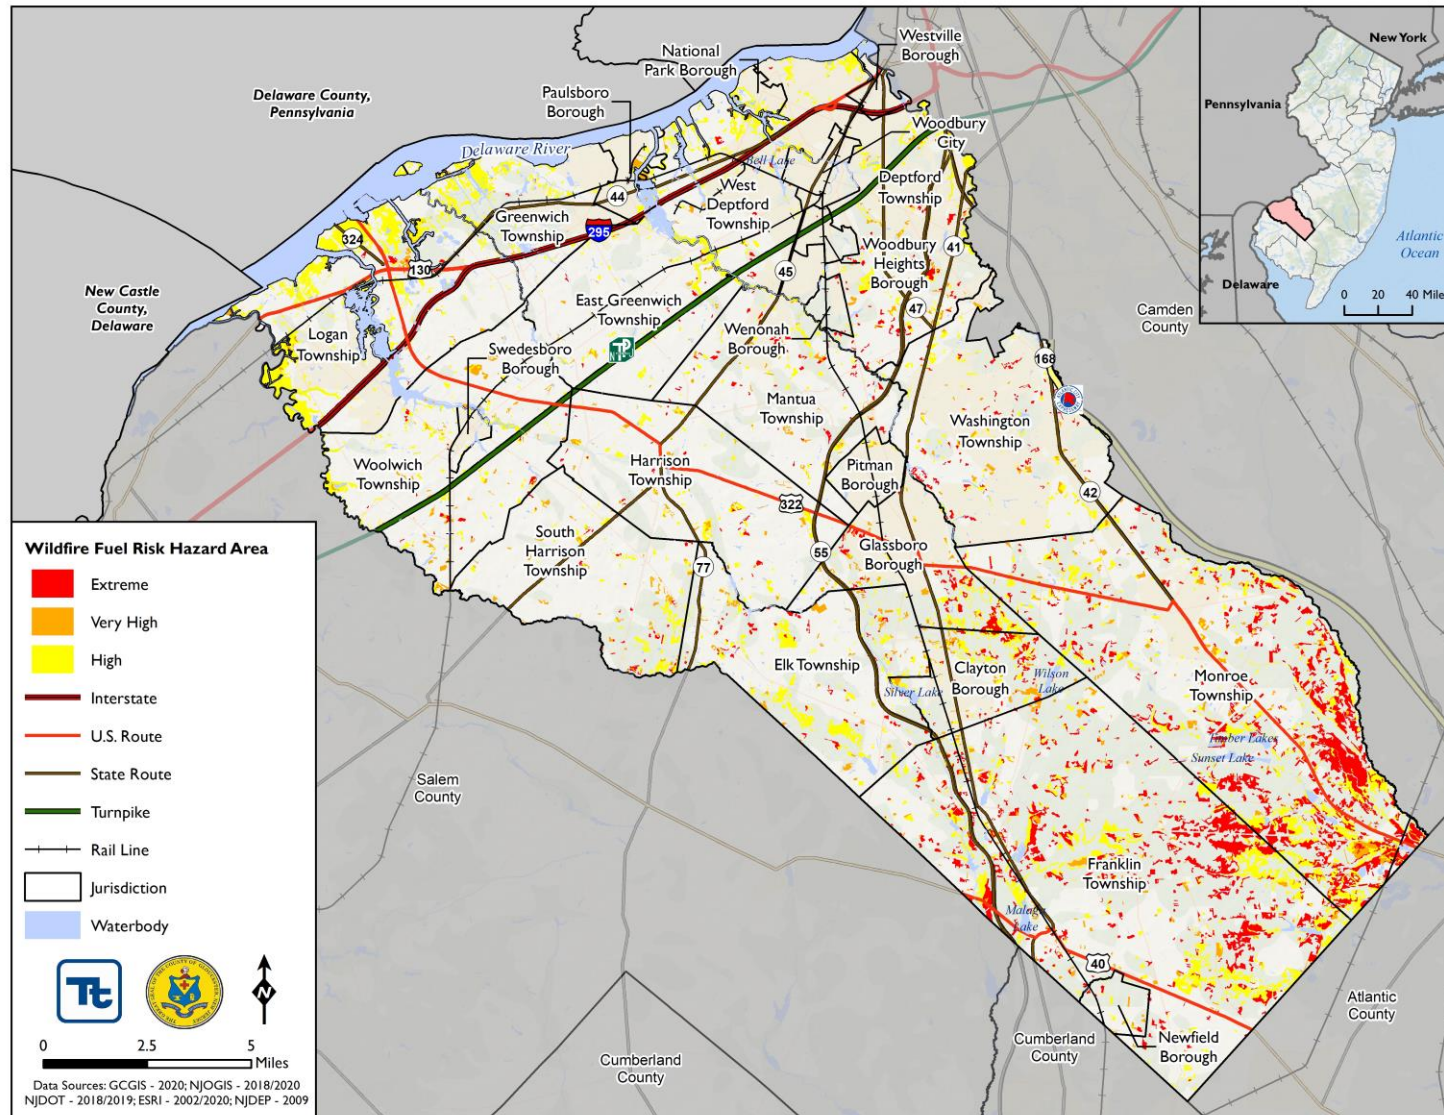 National
Park Borough
Westville
Borough
Delaware County,
Pennsylvania
Paulsboro
Borough
Woodbury
City
Delaware River
Bell Lake
Deptford
Township
West
Deptford
Township
44
Greenwich
Township
295
324
130
Woodbury
Heights
Borough
41
45
New Castle
County,
Delaware
East Greenwich
Township
47
Logan
Township
Swedesboro
Borough
Wenonah
Borough
Camden
County
168
Mantua
Township
Washington
Township
Woolwich
Township
Harrison
Township
Pitman
Borough
42
322
South
Harrison
Township
55
Glassboro
Borough
77
Elk Township
Clayton
Borough
Wilson
Lake
Silver Lake
Monroe
Township
Timber Lakes
Sunset Lake
Salem
County
Franklin
Township
Malaga
Lake
40
Atlantic
County
Newfield
Borough
Cumberland
County
Cumberland
County
New York
Pennsylvania
Atlantic
Ocean
Delaware
0 20 40 Mile
Wildfire Fuel Risk Hazard Area
Extreme
Very High
High
Interstate
U.S. Route
State Route
Turnpike
Rail Line
Jurisdiction
Waterbody
Tt
N
0 2.5 5
Miles
Data Sources: GCGIS - 2020; NJOGIS - 2018/2020
NJDOT - 2018/2019; ESRI - 2002/2020; NJDEP - 2009